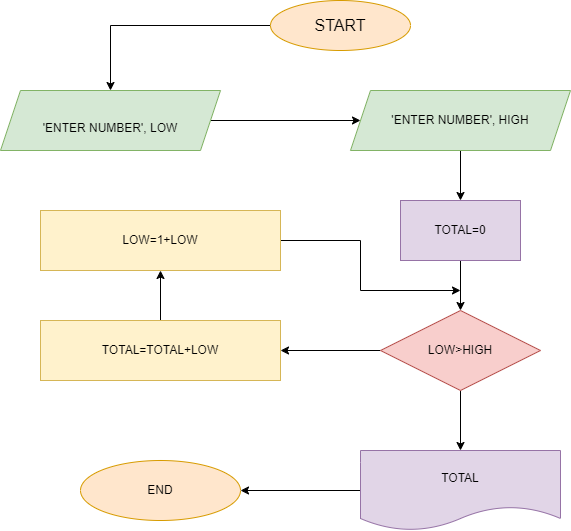 START
'ENTER NUMBER', LOW
'ENTER NUMBER', HIGH
TOTAL=0
LOW=1+LOW
LOW>HIGH
TOTAL=TOTAL+LOW
TOTAL
END